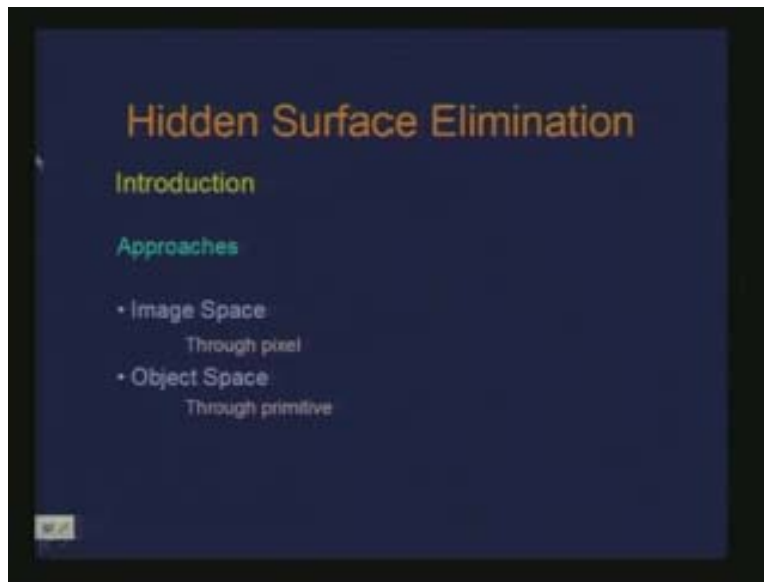 Hidden Surface Elimination
Introduction
Approaches
• Image Space
Through pixel
• Object Space
Through primitive